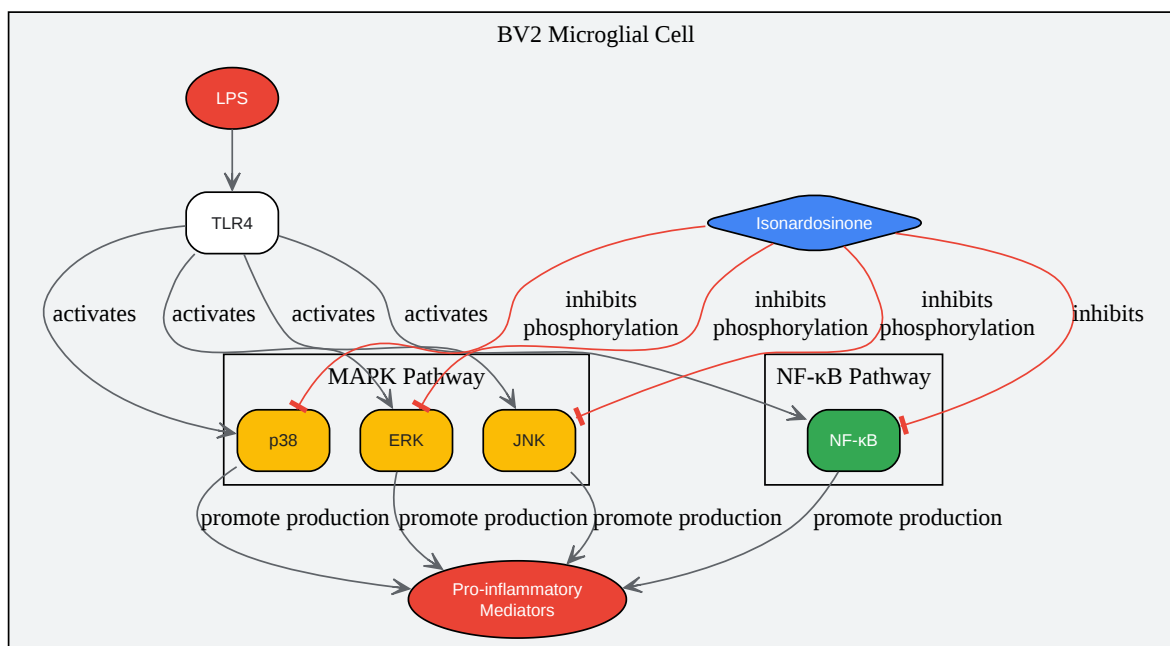 BV2 Microglial Cell
LPS
TLR4
Isonardosinone
activates
activates
activates
activates
inhibits
phosphorylation
inhibits
phosphorylation
inhibits
phosphorylation
inhibits
MAPK Pathway
NF-κB Pathway
p38
ERK
JNK
NF-κB
promote production
promote production
promote production
promote production
Pro-inflammatory
Mediators